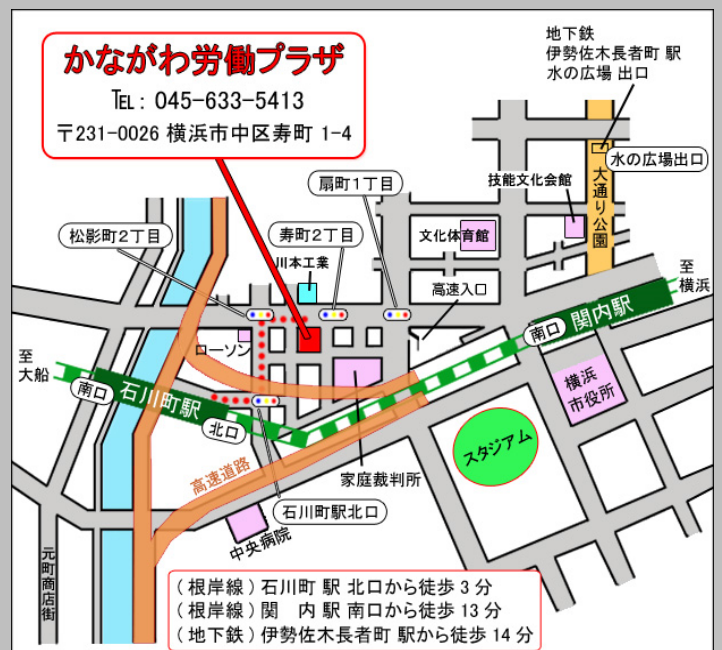 かながわ労働プラザ
TEL : 045-633-5413
〒231-0026 横浜市中区寿町 1-4
地下鉄
伊勢佐木長者町 駅
水の広場 出口
水の広場出口
大通り公園
技能文化会館
扇町1丁目
文化体育館
松影町2丁目
寿町2丁目
川本工業
高速入口
至
横浜
関内駅
南口
ローソン
至
大船
南口
石川町駅
北口
横浜
市役所
スタジアム
家庭裁判所
高速道路
石川町駅北口
中央病院
元町商店街
(根岸線) 石川町 駅 北口から徒歩 3 分
(根岸線) 関 内 駅 南口から徒歩 13 分
(地下鉄) 伊勢佐木長者町 駅から徒歩 14 分